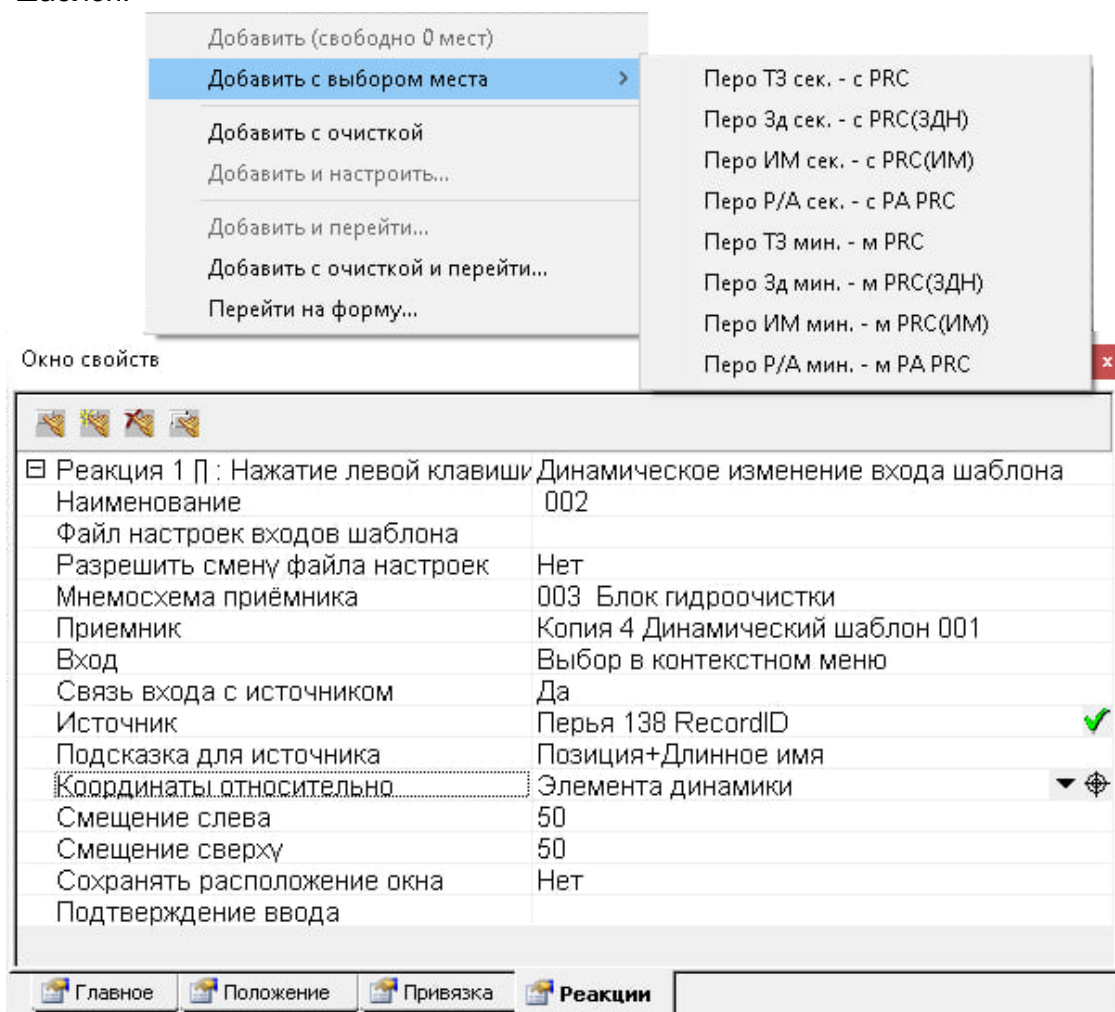 шаблон.
Добавить (свободно 0 мест)
Добавить с выбором места >
Добавить с очисткой
Добавить и настроить...
Добавить и перейти...
Добавить с очисткой и перейти...
Перейти на форму...
Перо ТЗ сек. - с PRC
Перо Зд сек. - с PRC(ЗДН)
Перо ИМ сек. - с PRC(ИМ)
Перо Р/А сек. - с РА PRC
Перо ТЗ мин. - м PRC
Перо Зд мин. - м PRC(ЗДН)
Перо ИМ мин. - м PRC(ИМ)
Перо Р/А мин. - м РА PRC
Окно свойств x
Реакция 1 Π : Нажатие левой клавиши Динамическое изменение входа шаблона
Наименование 002
Файл настроек входов шаблона
Разрешить смену файла настроек Нет
Мнемосхема приёмника 003 Блок гидроочистки
Приемник Копия 4 Динамический шаблон 001
Вход Выбор в контекстном меню
Связь входа с источником Да
Источник Перья 138 RecordID
Подсказка для источника Позиция+Длинное имя
Координаты относительно Элемента динамики
Смещение слева 50
Смещение сверху 50
Сохранять расположение окна Нет
Подтверждение ввода
Главное Положение Привязка Реакции